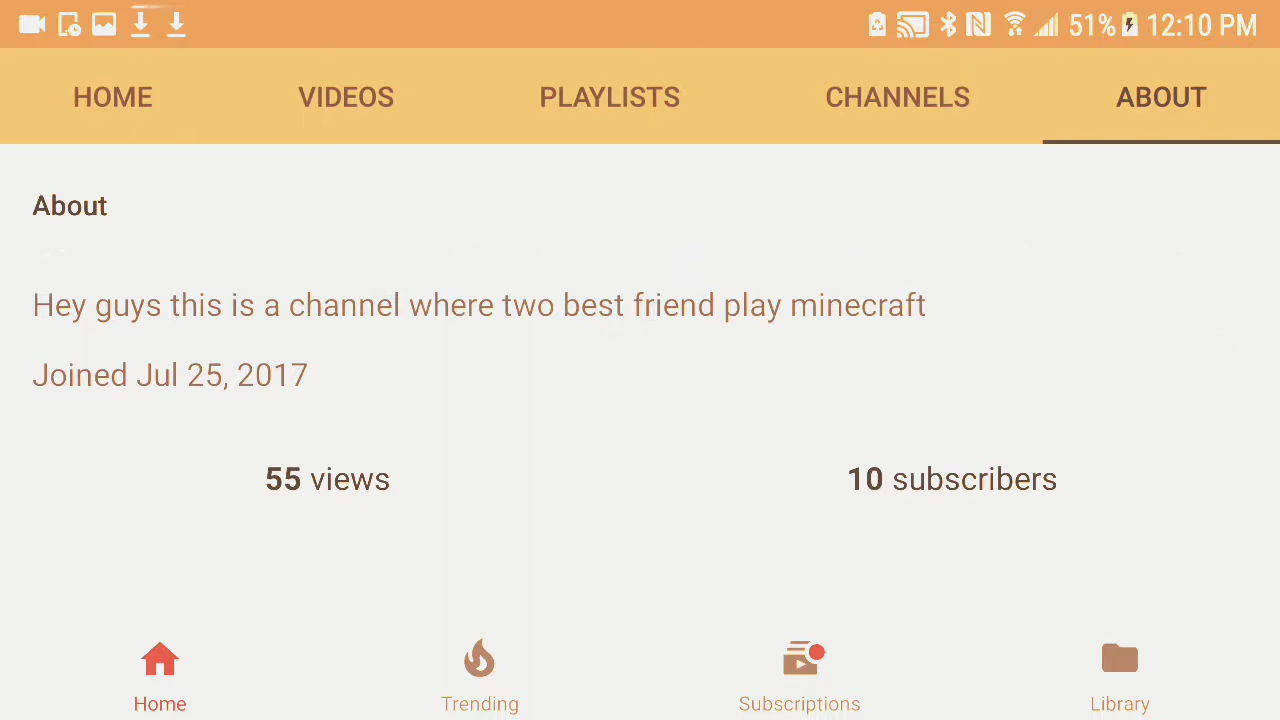 51% 12:10 PM
HOME VIDEOS PLAYLISTS CHANNELS ABOUT
About
Hey guys this is a channel where two best friend play minecraft
Joined Jul 25, 2017
55 views 10 subscribers
Home Trending Subscriptions Library